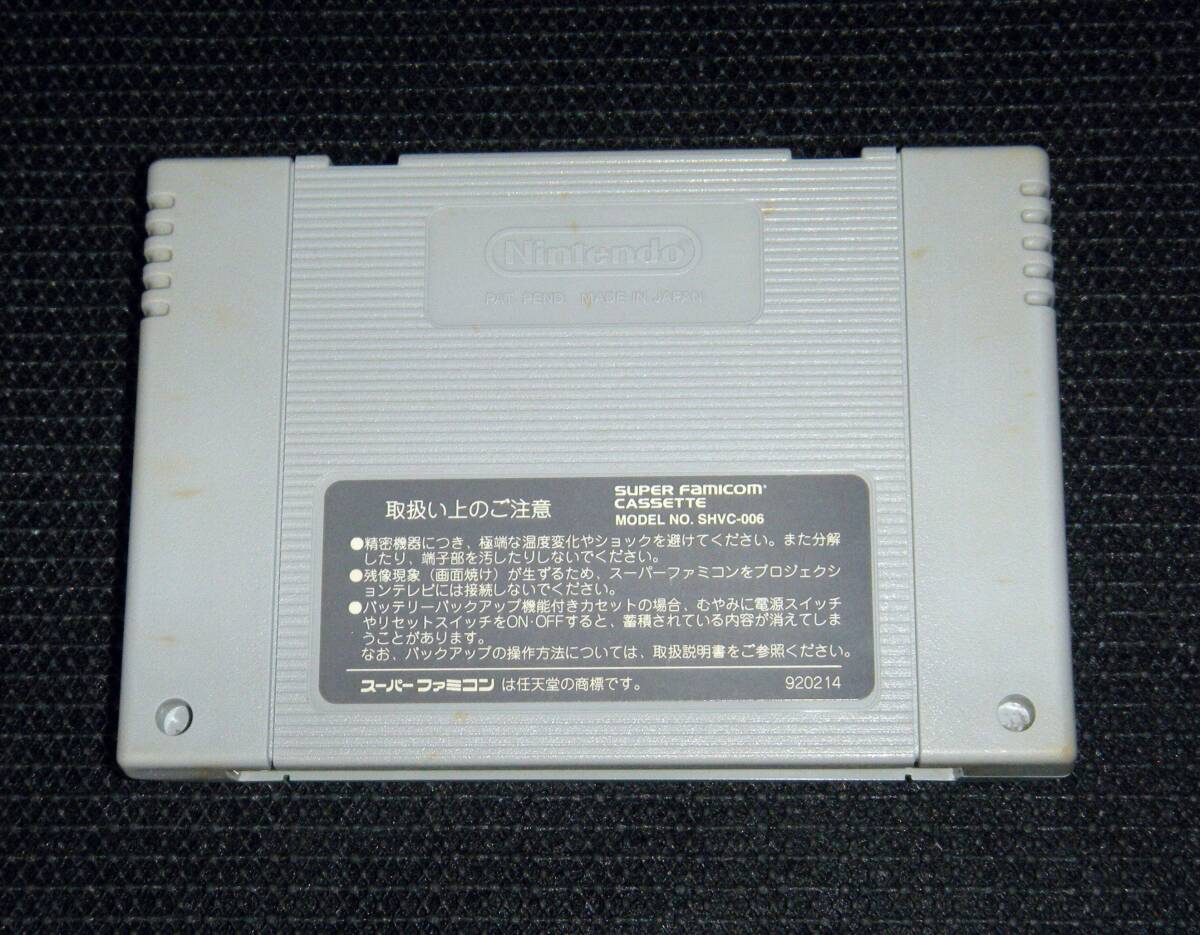 Nintendo®
PAT. PEND. MADE IN JAPAN
取扱い上のご注意
SUPER FAMICOM
CASSETTE
MODEL NO. SHVC-006
●精密機器につき、極端な温度変化やショックを避けてください。また分解
したり、端子部を汚したりしないでください。
●残像現象（画面焼け）が生ずるため、スーパーファミコンをプロジェクシ
ョンテレビには接続しないでください。
●バッテリーバックアップ機能付きカセットの場合、むやみに電源スイッチ
やリセットスイッチをON·OFFすると、蓄積されている内容が消えてしま
うことがあります。
なお、バックアップの操作方法については、取扱説明書をご参照ください。
スーパーファミコン は任天堂の商標です。
920214